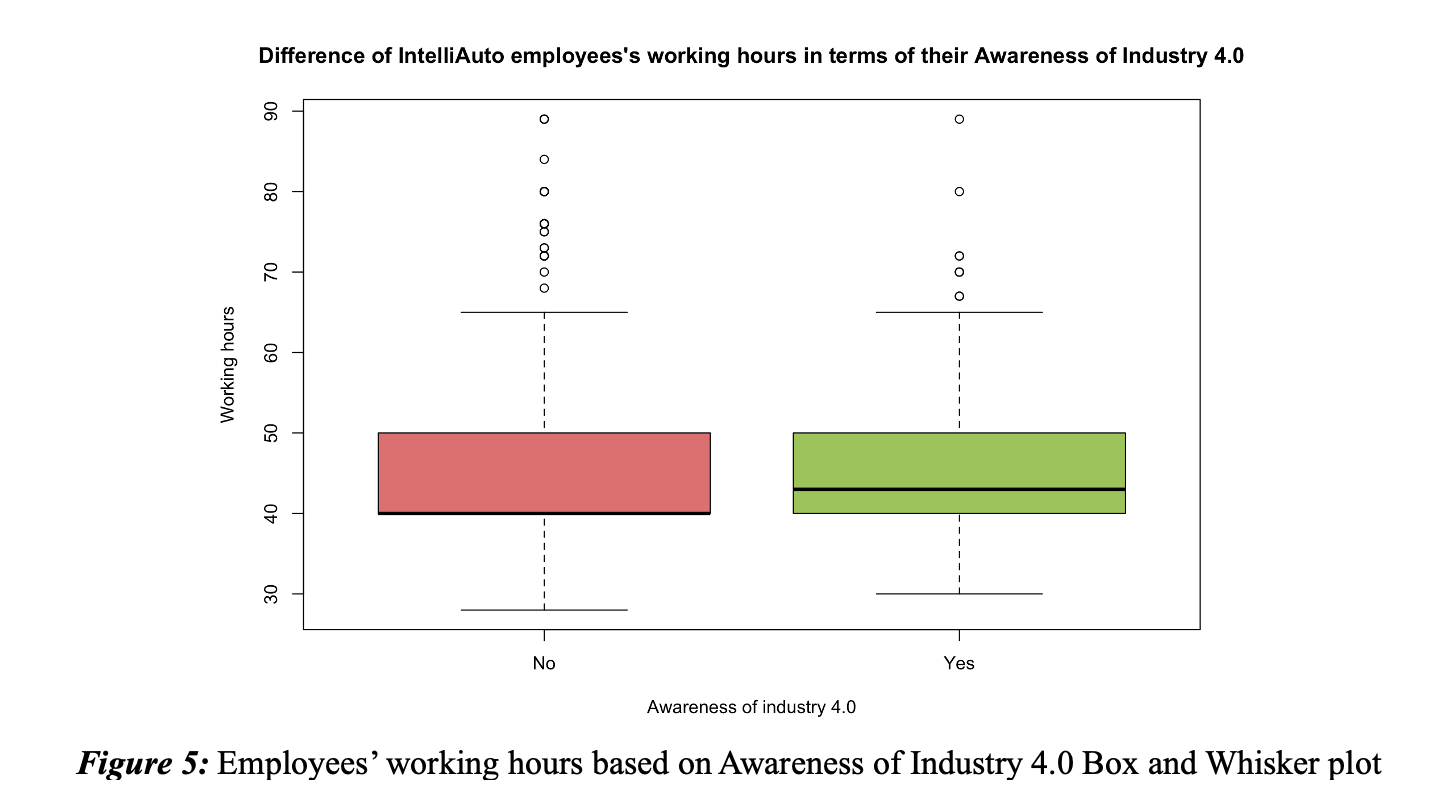 Difference of IntelliAuto employees's working hours in terms of their Awareness of Industry 4.0
90
80
70
60
50
40
30
Working hours
No
Yes
Awareness of industry 4.0
Figure 5: Employees’ working hours based on Awareness of Industry 4.0 Box and Whisker plot